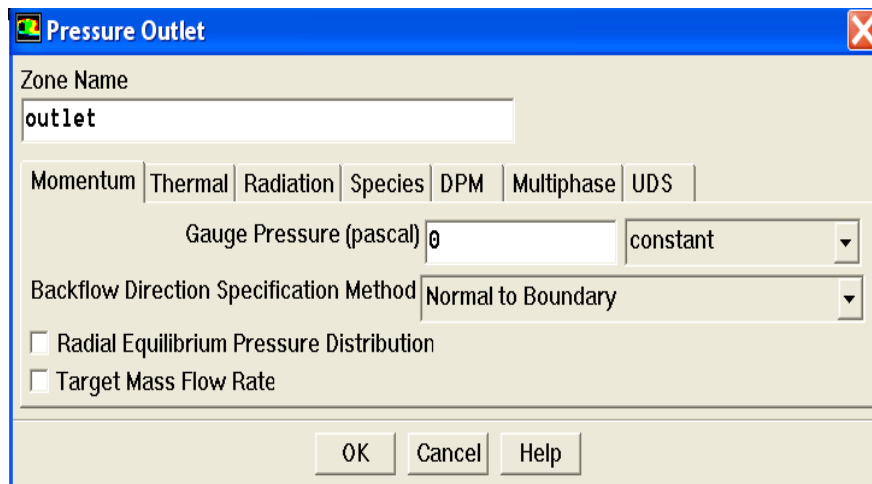 Pressure Outlet
Zone Name
outlet
Momentum Thermal Radiation Species DPM Multiphase UDS
Gauge Pressure (pascal) 0 constant
Backflow Direction Specification Method Normal to Boundary
Radial Equilibrium Pressure Distribution
Target Mass Flow Rate
OK Cancel Help